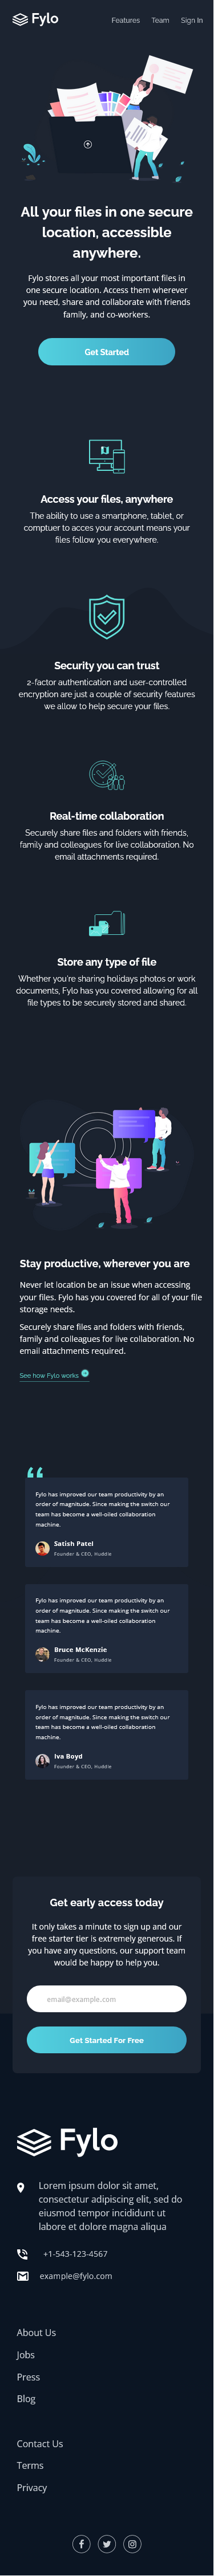 Fylo
Features Team Sign In
All your files in one secure
location, accessible
anywhere.
Fylo stores all your most important files in
one secure location. Access them wherever
you need, share and collaborate with friends
family, and co-workers.
Get Started
Access your files, anywhere
The ability to use a smartphone, tablet, or
comptuer to access your account means your
files follow you everywhere.
Security you can trust
2-factor authentication and user-controlled
encryption are just a couple of security features
we allow to help secure your files.
Real-time collaboration
Securely share files and folders with friends,
family and colleagues for live collaboration. No
email attachments required.
Store any type of file
Whether you're sharing holidays photos or work
documents, Fylo has you covered allowing for all
file types to be securely stored and shared.
Stay productive, wherever you are
Never let location be an issue when accessing
your files. Fylo has you covered for all of your file
storage needs.
Securely share files and folders with friends,
family and colleagues for live collaboration. No
email attachments required.
See how Fylo works
Fylo has improved our team productivity by an
order of magnitude. Since making the switch our
team has become a well-oiled collaboration
machine.
Satish Patel
Founder & CEO, Huddle
Fylo has improved our team productivity by an
order of magnitude. Since making the switch our
team has become a well-oiled collaboration
machine.
Bruce McKenzie
Founder & CEO, Huddle
Fylo has improved our team productivity by an
order of magnitude. Since making the switch our
team has become a well-oiled collaboration
machine.
Iva Boyd
Founder & CEO, Huddle
Get early access today
It only takes a minute to sign up and our
free starter tier is extremely generous. If
you have any questions, our support team
would be happy to help you.
email@example.com
Get Started For Free
Fylo
Lorem ipsum dolor sit amet,
consectetur adipiscing elit, sed do
eiusmod tempor incididunt ut
labore et dolore magna aliqua
+1-543-123-4567
example@fylo.com
About Us
Jobs
Press
Blog
Contact Us
Terms
Privacy